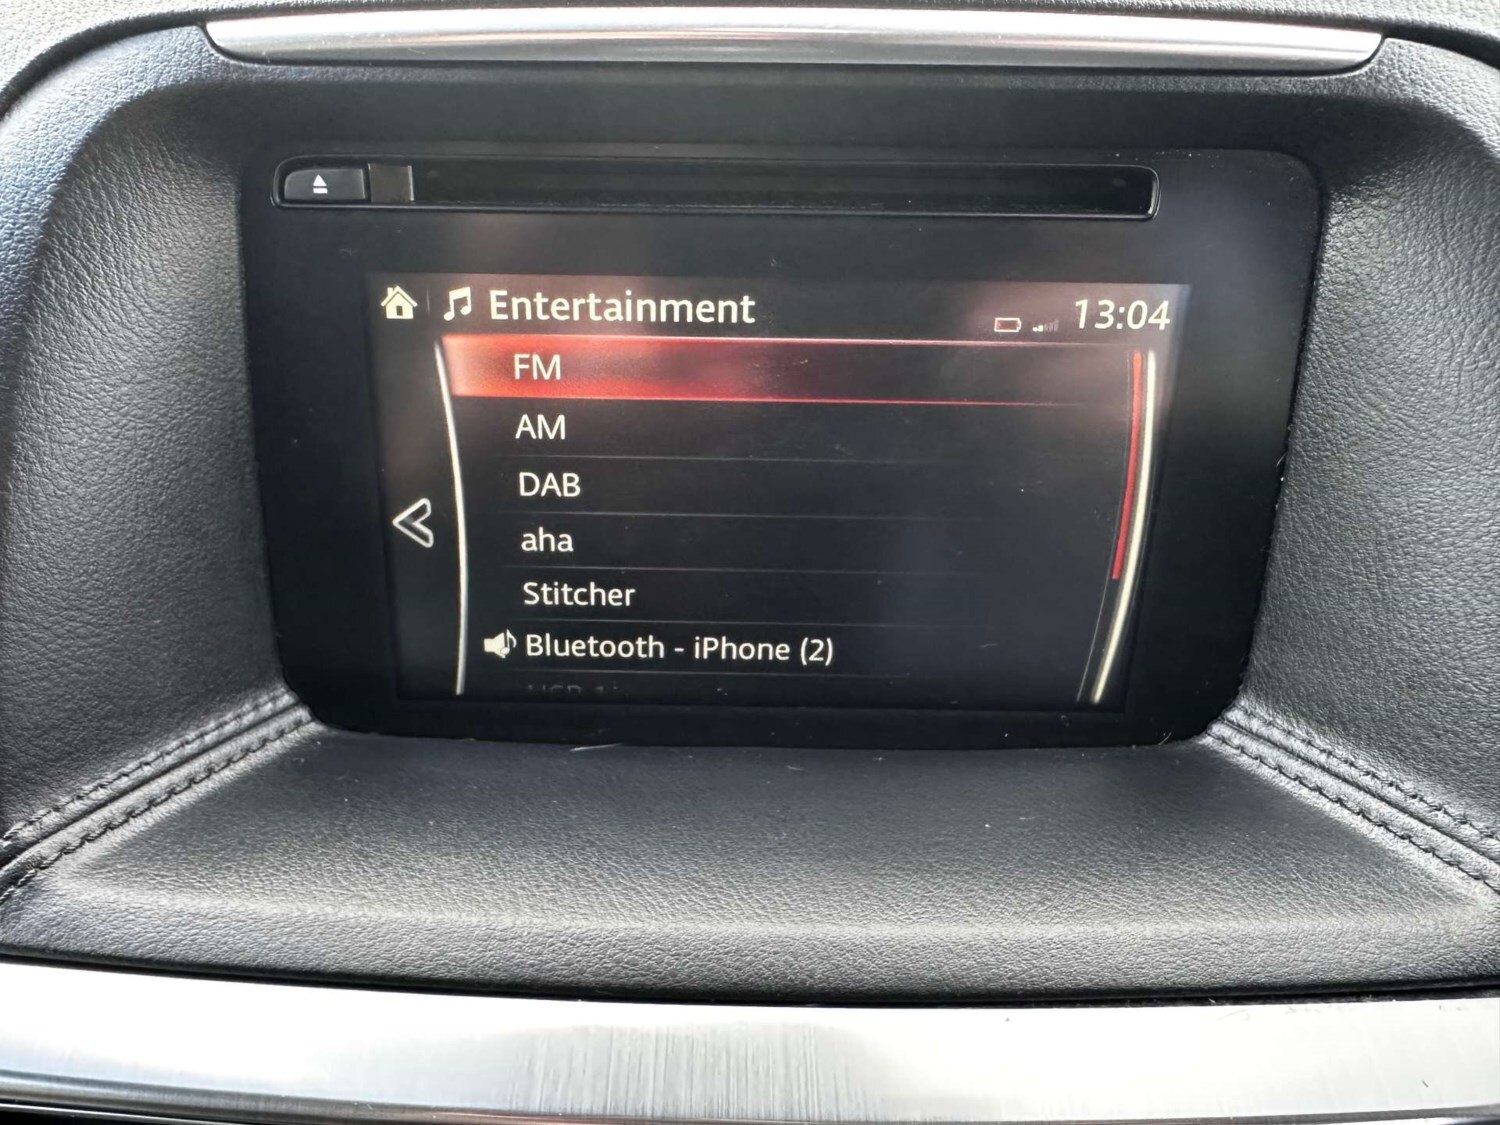 Entertainment
13:04
FM
AM
DAB
aha
Stitcher
Bluetooth - iPhone (2)